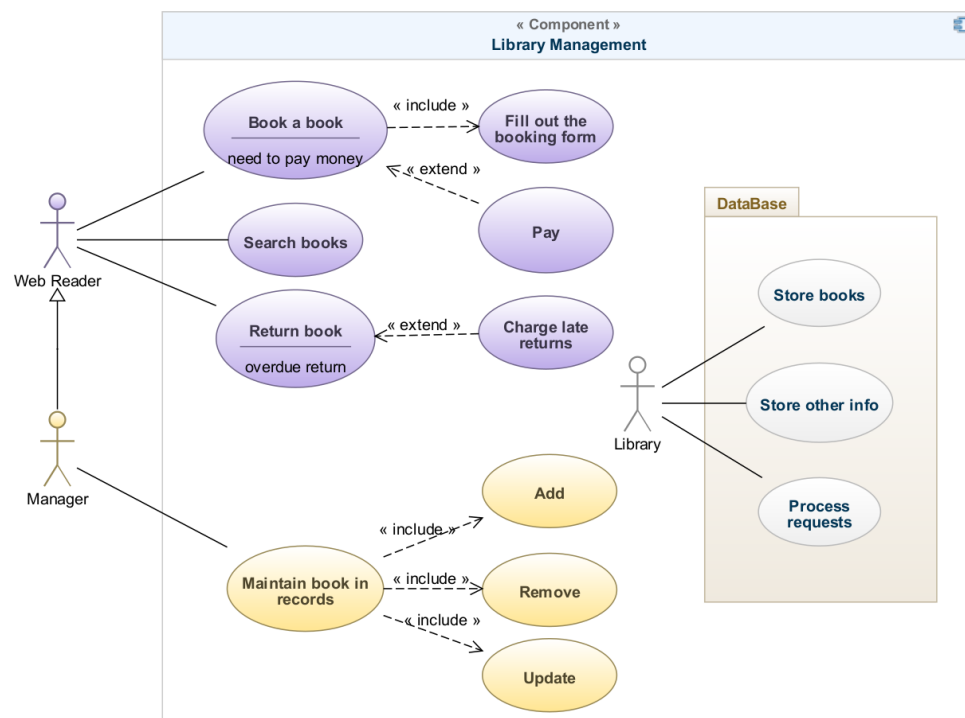 « Component »
Library Management
Book a book
need to pay money
« include »
Fill out the
booking form
« extend »
Pay
Web Reader
Search books
Return book
overdue return
« extend »
Charge late
returns
DataBase
Store books
Store other info
Process
requests
Library
Manager
Maintain book in
records
« include »
Add
« include »
Remove
« include »
Update